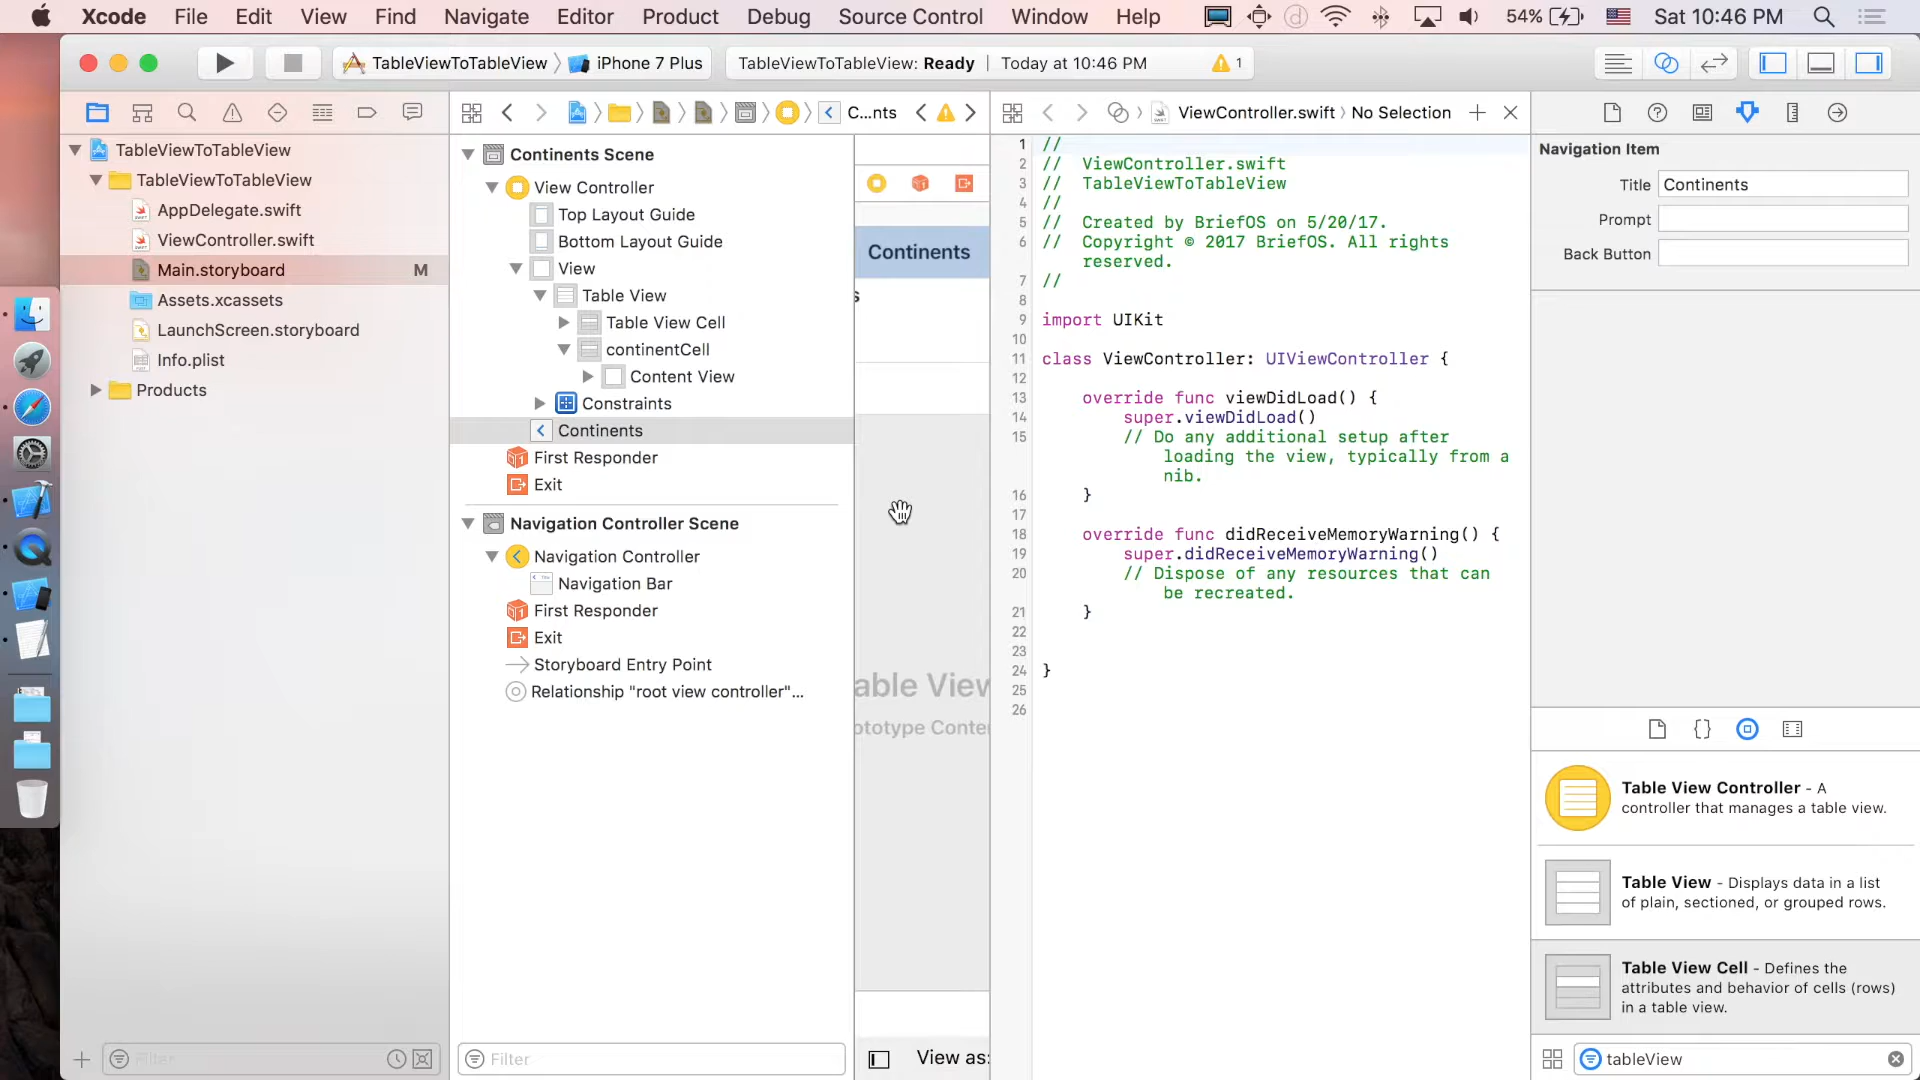 Xcode File Edit View Find Navigate Editor Product Debug Source Control Window Help 54% Sat 10:46 PM
TableViewToTableView iPhone 7 Plus TableViewToTableView: Ready Today at 10:46 PM 1
TableViewToTableView
TableViewToTableView
AppDelegate.swift
ViewController.swift
Main.storyboard M
Assets.xcassets
LaunchScreen.storyboard
Info.plist
Products
Filter
C...nts
Continents Scene
View Controller
Top Layout Guide
Bottom Layout Guide
View
Table View
Table View Cell
continentCell
Content View
Constraints
Continents
First Responder
Exit
Navigation Controller Scene
Navigation Controller
Navigation Bar
First Responder
Exit
Storyboard Entry Point
Relationship "root view controller"...
Filter
Continents
s
able View
ototype Conte
View as:
ViewController.swift No Selection
1 //
2 // ViewController.swift
3 // TableViewToTableView
4 //
5 // Created by BriefOS on 5/20/17.
6 // Copyright © 2017 BriefOS. All rights
reserved.
7 //
8
9 import UIKit
10
11 class ViewController: UIViewController {
12
13 override func viewDidLoad() {
14 super.viewDidLoad()
15 // Do any additional setup after
loading the view, typically from a
nib.
16 }
17
18 override func didReceiveMemoryWarning() {
19 super.didReceiveMemoryWarning()
20 // Dispose of any resources that can
be recreated.
21 }
22
23
24 }
25
26
Navigation Item
Title Continents
Prompt
Back Button
Table View Controller - A
controller that manages a table view.
Table View - Displays data in a list
of plain, sectioned, or grouped rows.
Table View Cell - Defines the
attributes and behavior of cells (rows)
in a table view.
tableView